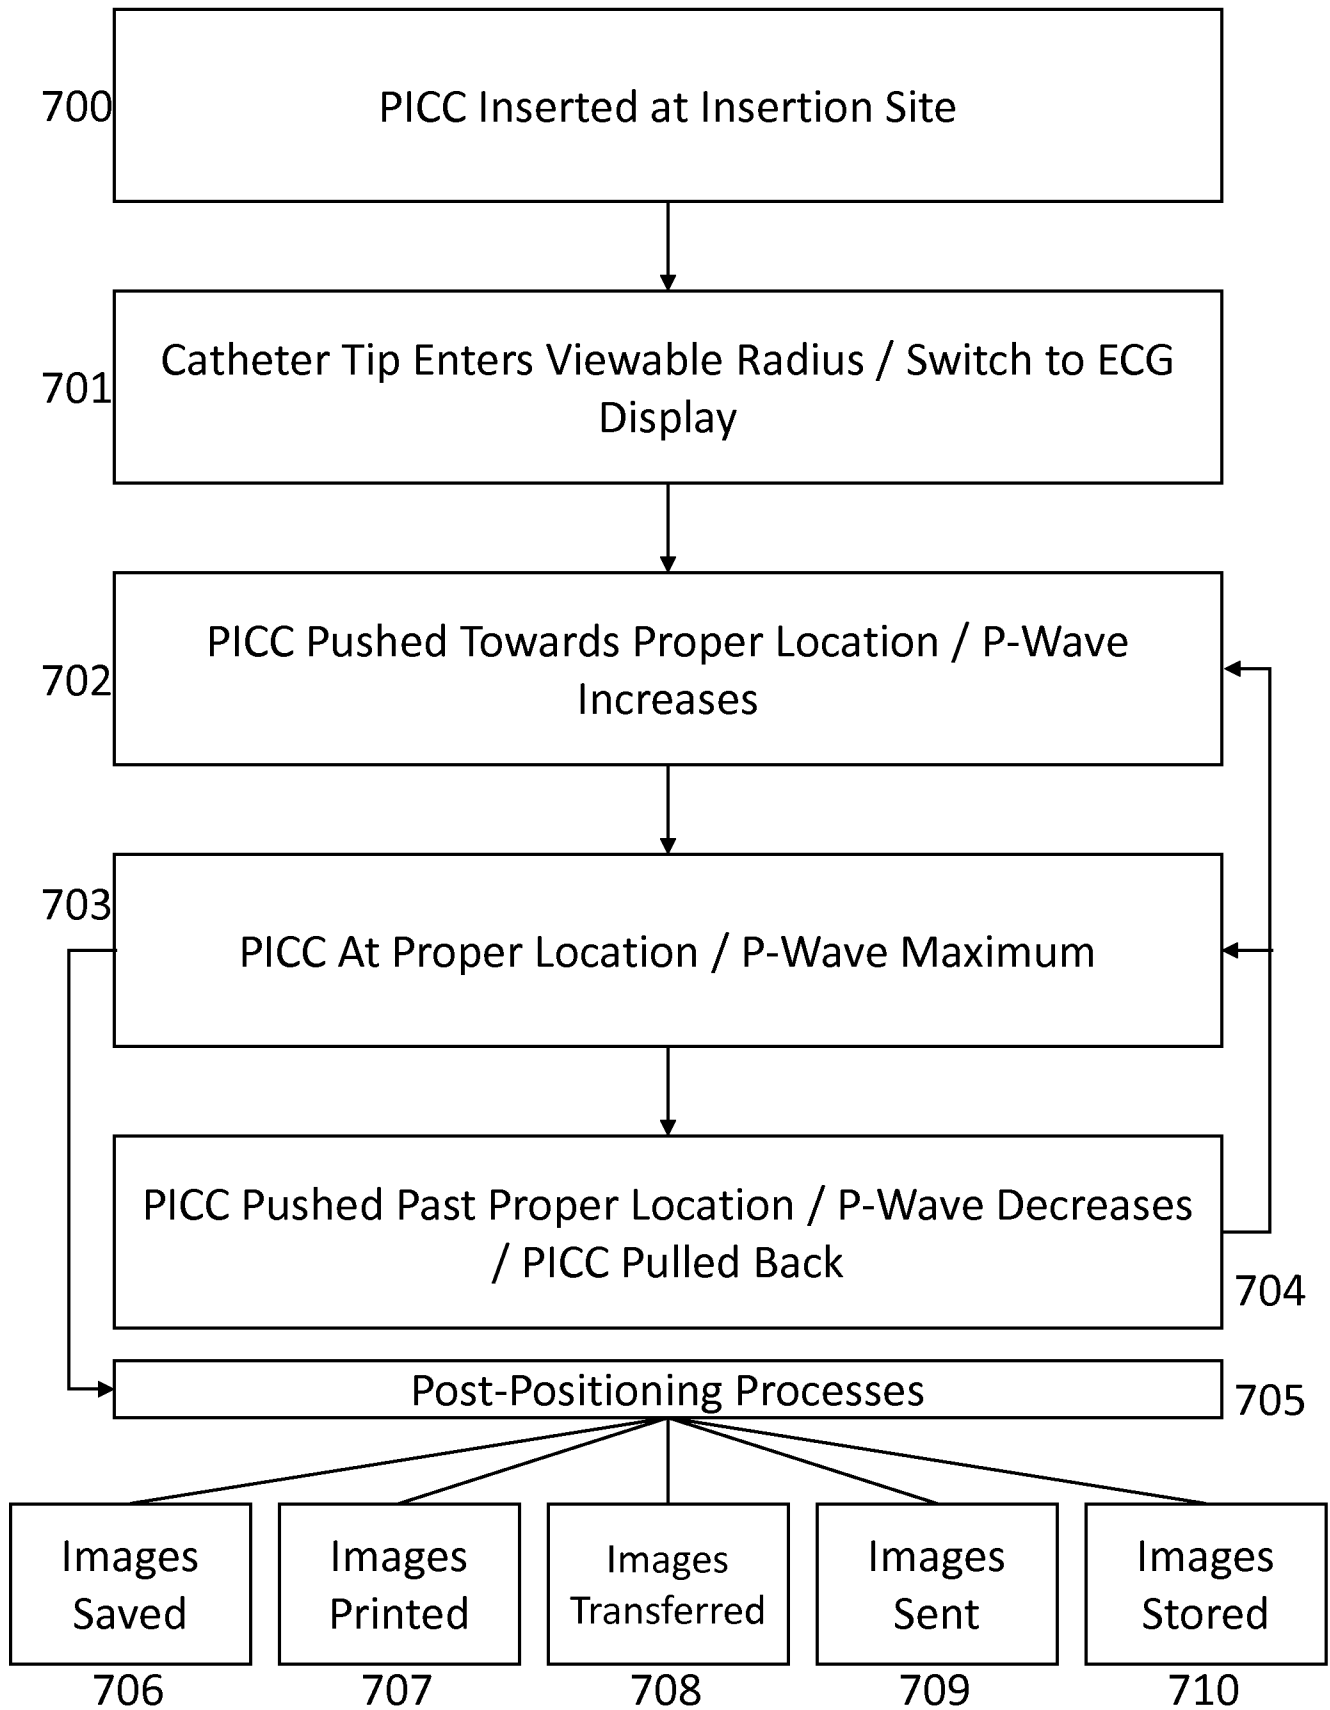 700
PICC Inserted at Insertion Site
701
Catheter Tip Enters Viewable Radius / Switch to ECG
Display
702
PICC Pushed Towards Proper Location / P-Wave
Increases
703
PICC At Proper Location / P-Wave Maximum
PICC Pushed Past Proper Location / P-Wave Decreases
/ PICC Pulled Back
704
Post-Positioning Processes
705
Images
Saved
706
Images
Printed
707
Images
Transferred
708
Images
Sent
709
Images
Stored
710